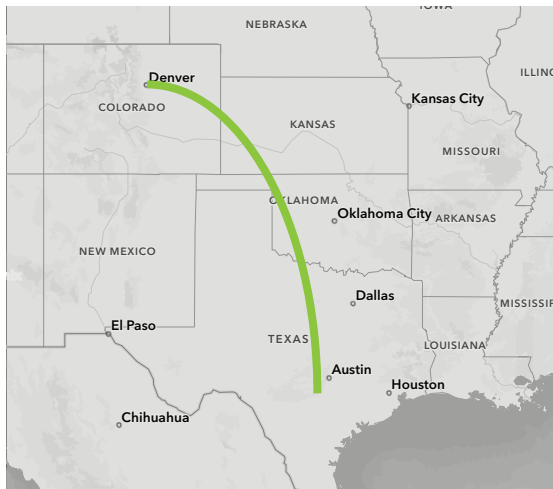 IOWA
NEBRASKA
ILLINO
Denver
COLORADO
Kansas City
KANSAS
MISSOURI
OKLAHOMA
Oklahoma City
ARKANSAS
NEW MEXICO
Dallas
MISSISSIP
El Paso
TEXAS
LOUISIANA
Austin
Houston
Chihuahua